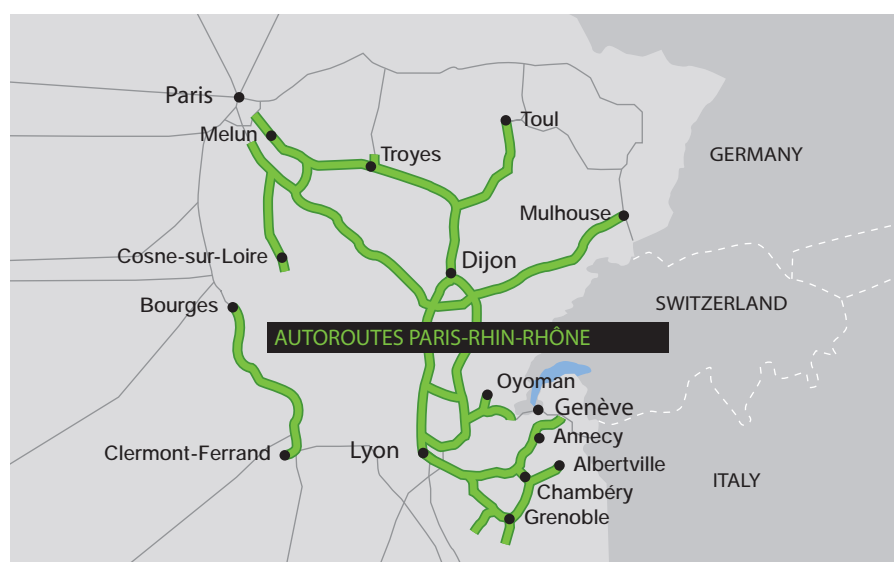 Paris
Toul
Melun
Troyes
GERMANY
Mulhouse
Cosne-sur-Loire
Dijon
Bourges
SWITZERLAND
AUTOROUTES PARIS-RHIN-RHÔNE
Oyoman
Genève
Annecy
Clermont-Ferrand
Lyon
Albertville
ITALY
Chambéry
Grenoble